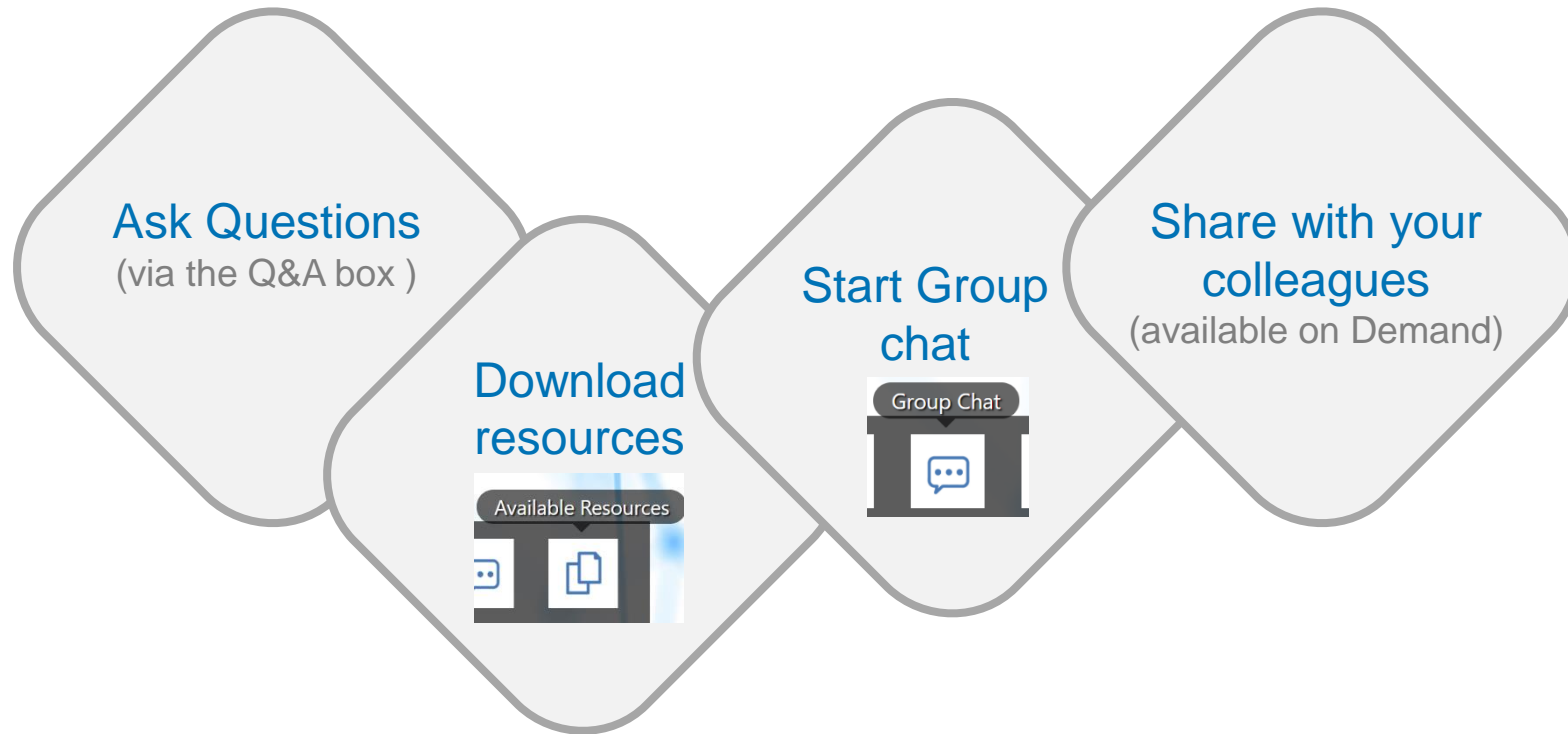 Ask Questions
(via the Q&A box )
Download
resources
Available Resources
Start Group
chat
Group Chat
Share with your
colleagues
(available on Demand)